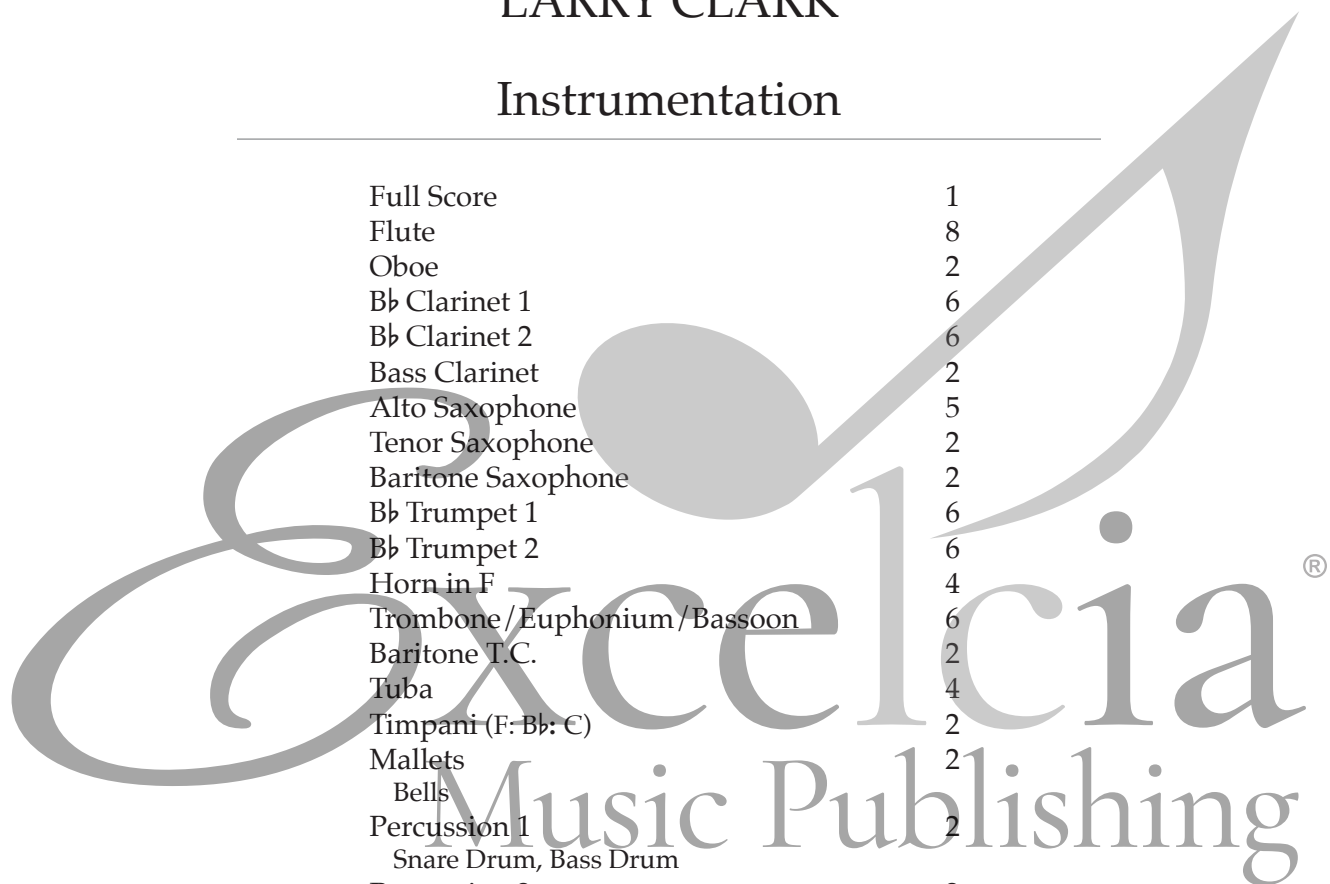 LARRY CLARK
Instrumentation
Full Score 1
Flute 8
Oboe 2
B♭ Clarinet 1 6
B♭ Clarinet 2 6
Bass Clarinet 2
Alto Saxophone 5
Tenor Saxophone 2
Baritone Saxophone 2
B♭ Trumpet 1 6
B♭ Trumpet 2 6
Horn in F 4
Trombone/Euphonium/Bassoon 6
Baritone T.C. 2
Tuba 4
Timpani (F: B♭: C) 2
Mallets 2
Bells
Percussion 1 2
Snare Drum, Bass Drum
Excelcia®
Music Publishing